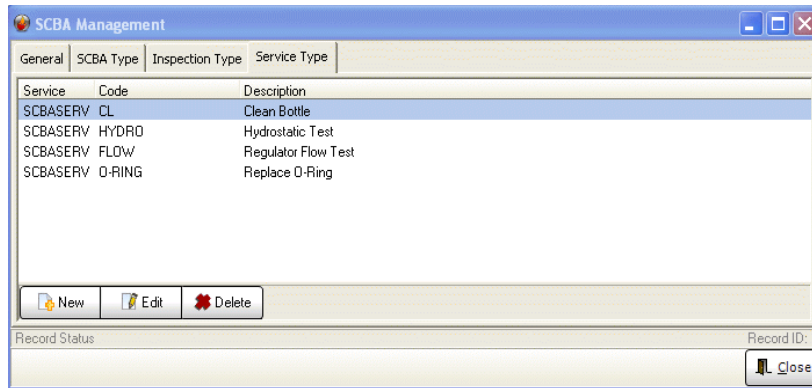 SCBA Management
General SCBA Type Inspection Type Service Type
Service Code Description
SCBASERV CL Clean Bottle
SCBASERV HYDRO Hydrostatic Test
SCBASERV FLOW Regulator Flow Test
SCBASERV O-RING Replace O-Ring
New Edit Delete
Record Status Record ID:
Close